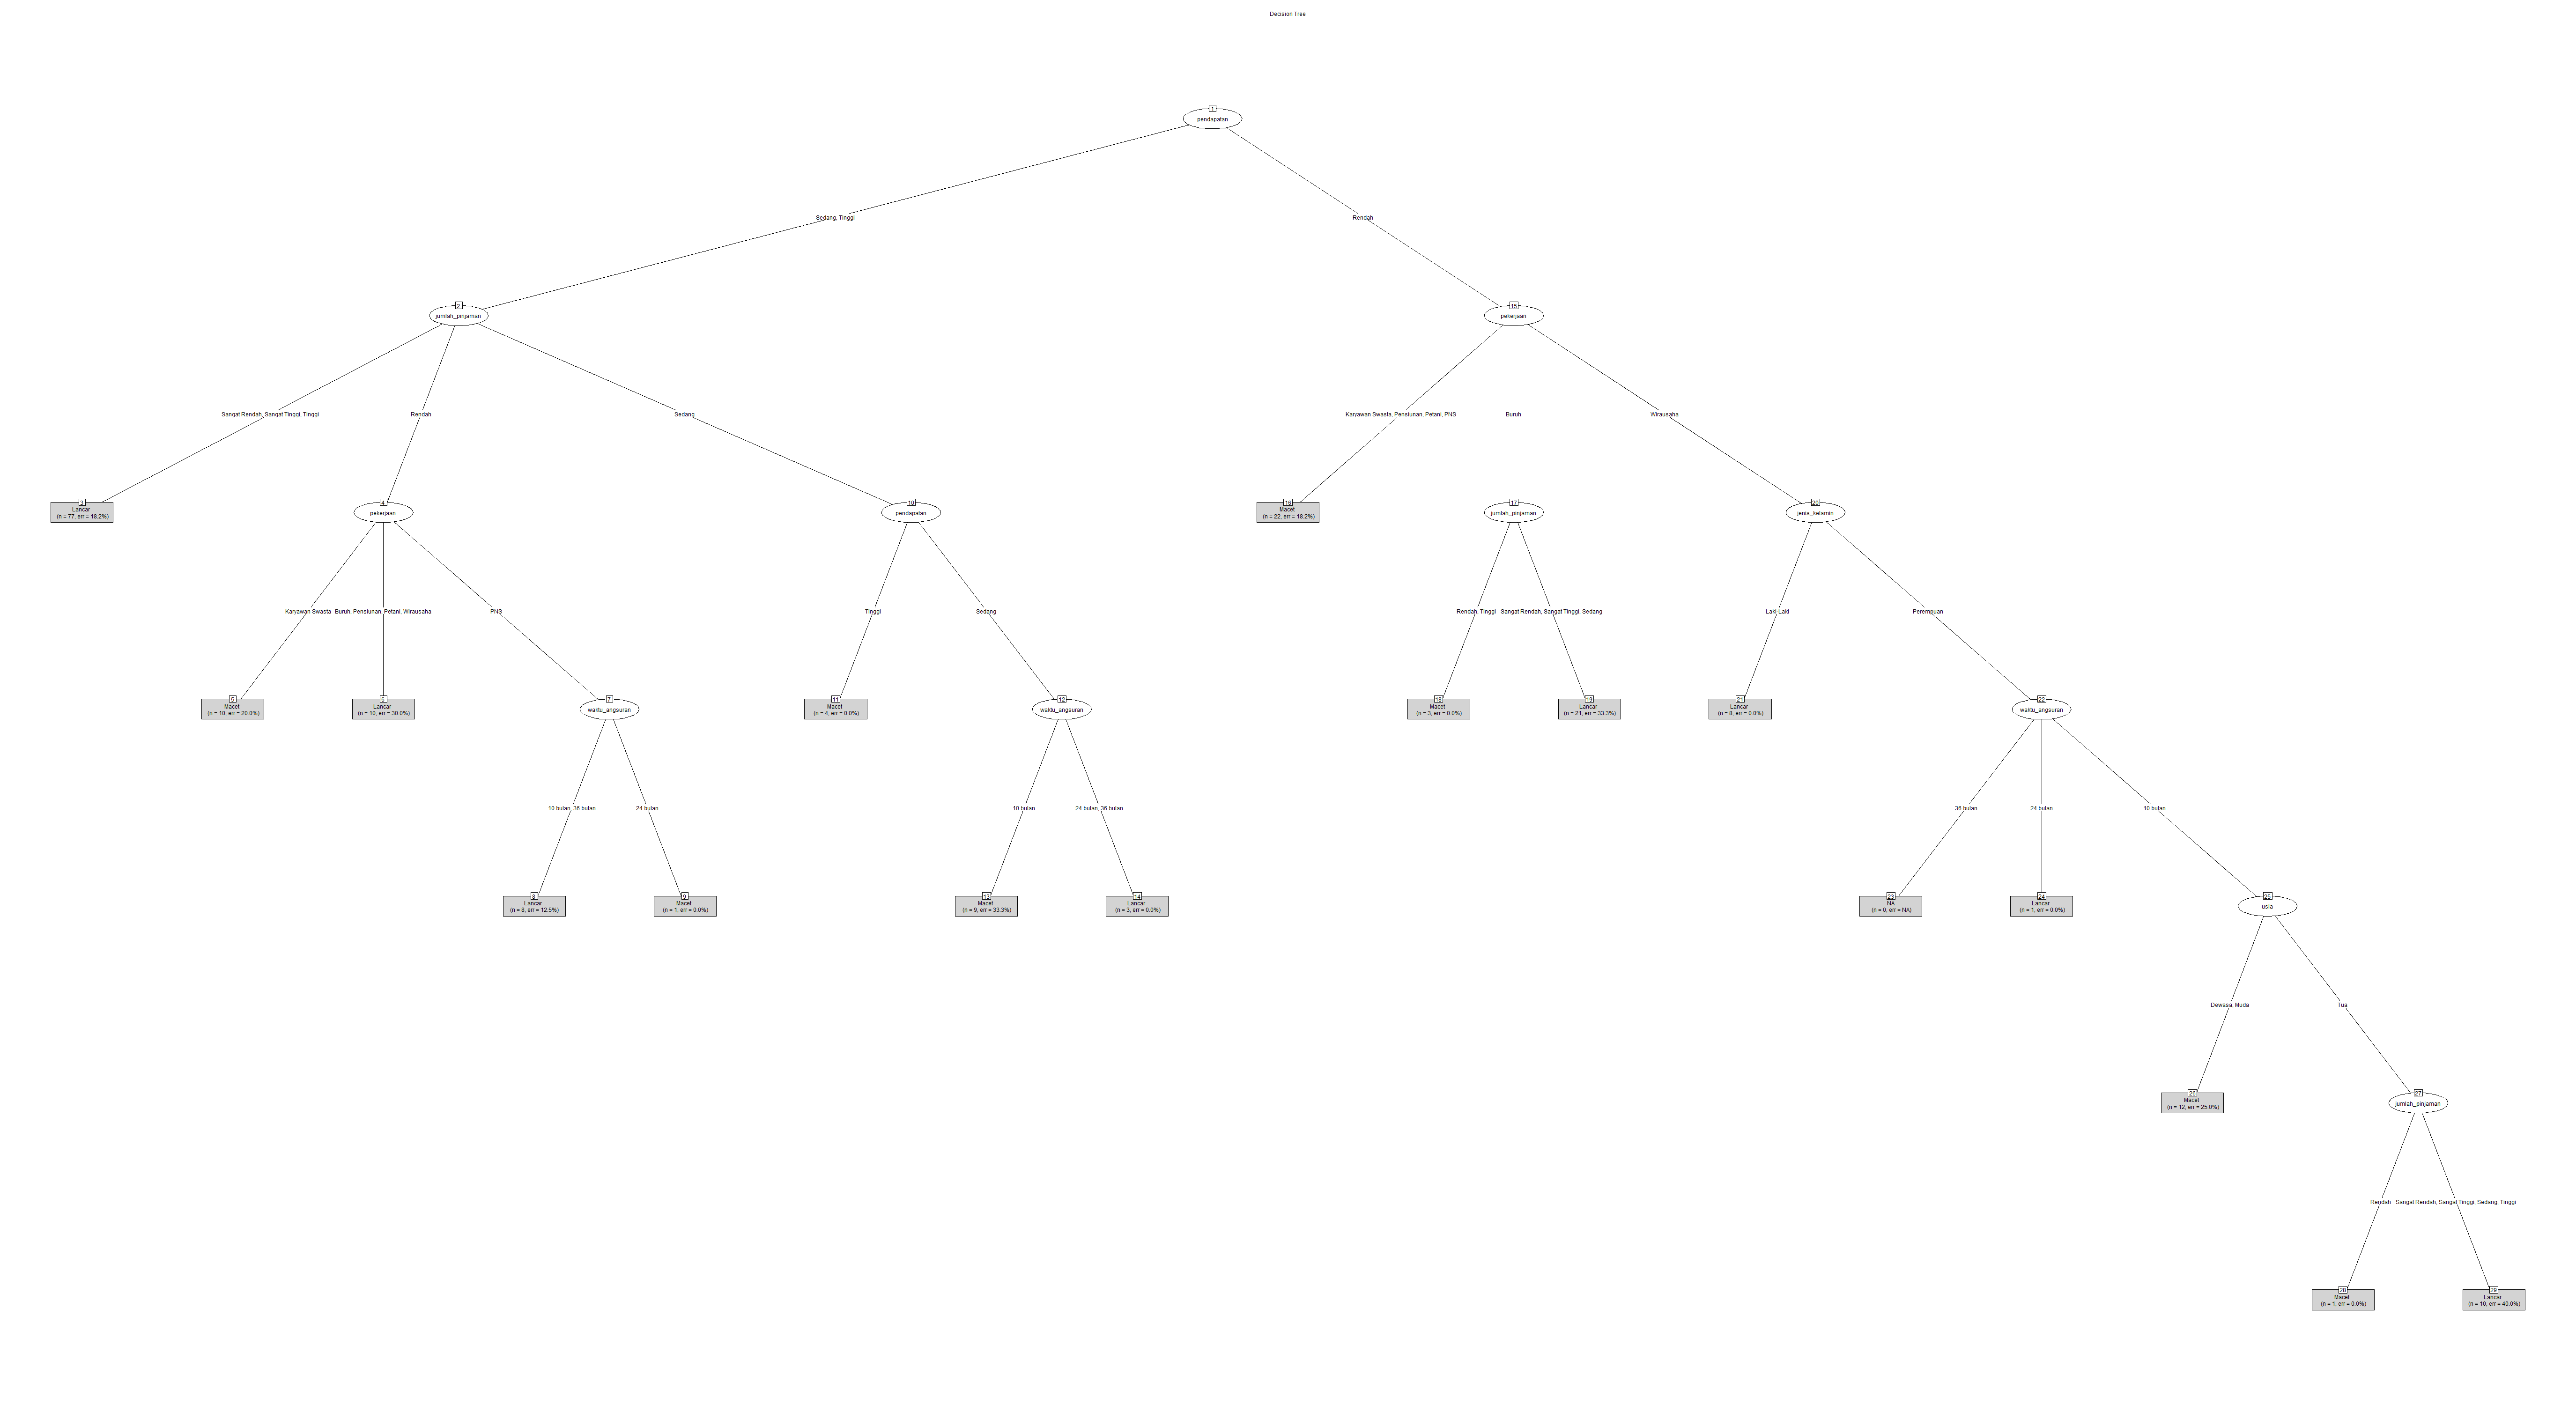 Decision Tree
1
pendapatan
Sedang, Tinggi
Rendah
2
jumlah_pinjaman
15
pekerjaan
Sangat Rendah, Sangat Tinggi, Tinggi
Rendah
Sedang
Karyawan Swasta, Pensiunan, Petani, PNS
Buruh
Wirausaha
3
Lancar
(n = 77, err = 18.2%)
4
pekerjaan
10
pendapatan
16
Macet
(n = 22, err = 18.2%)
17
jumlah_pinjaman
20
jenis_kelamin
Karyawan Swasta
Buruh, Pensiunan, Petani, Wirausaha
PNS
Tinggi
Sedang
Rendah, Tinggi
Sangat Rendah, Sangat Tinggi, Sedang
Laki-Laki
Perempuan
5
Macet
(n = 10, err = 20.0%)
6
Lancar
(n = 10, err = 30.0%)
7
waktu_angsuran
11
Macet
(n = 4, err = 0.0%)
12
waktu_angsuran
18
Macet
(n = 3, err = 0.0%)
19
Lancar
(n = 21, err = 33.3%)
21
Lancar
(n = 8, err = 0.0%)
22
waktu_angsuran
10 bulan, 36 bulan
24 bulan
10 bulan
24 bulan, 36 bulan
36 bulan
24 bulan
10 bulan
8
Lancar
(n = 8, err = 12.5%)
9
Macet
(n = 1, err = 0.0%)
13
Macet
(n = 9, err = 33.3%)
14
Lancar
(n = 3, err = 0.0%)
23
NA
(n = 0, err = NA)
24
Lancar
(n = 1, err = 0.0%)
25
usia
Dewasa, Muda
Tua
26
Macet
(n = 12, err = 25.0%)
27
jumlah_pinjaman
Rendah
Sangat Rendah, Sangat Tinggi, Sedang, Tinggi
28
Macet
(n = 1, err = 0.0%)
29
Lancar
(n = 10, err = 40.0%)